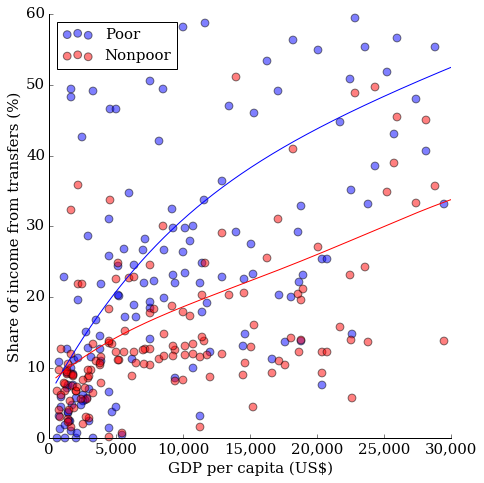 60
50
40
30
20
10
0
Share of income from transfers (%)
Poor
Nonpoor
0 5,000 10,000 15,000 20,000 25,000 30,000
GDP per capita (US$)